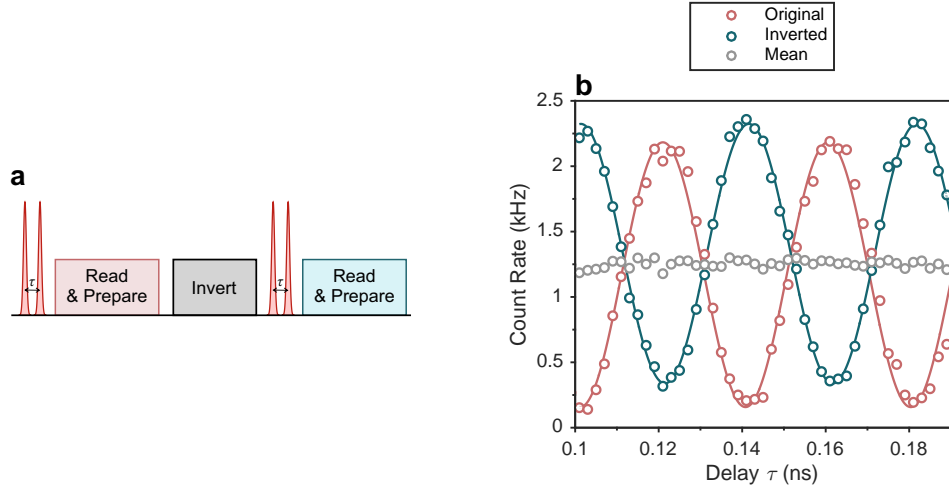 a
τ
Read
& Prepare
Invert
τ
Read
& Prepare
Original
Inverted
Mean
b
2.5
2
1.5
1
0.5
0
Count Rate (kHz)
0.1
0.12
0.14
0.16
0.18
Delay τ (ns)